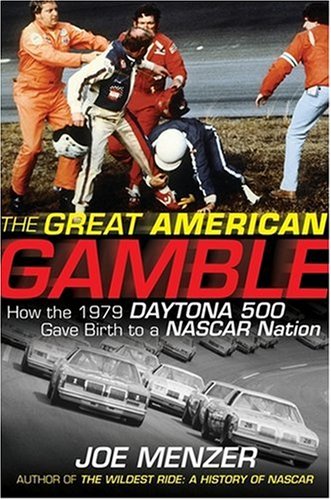 THE GREAT AMERICAN
GAMBLE
How the 1979 DAYTONA 500
Gave Birth to a NASCAR Nation
JOE MENZER
AUTHOR OF THE WILDEST RIDE: A HISTORY OF NASCAR